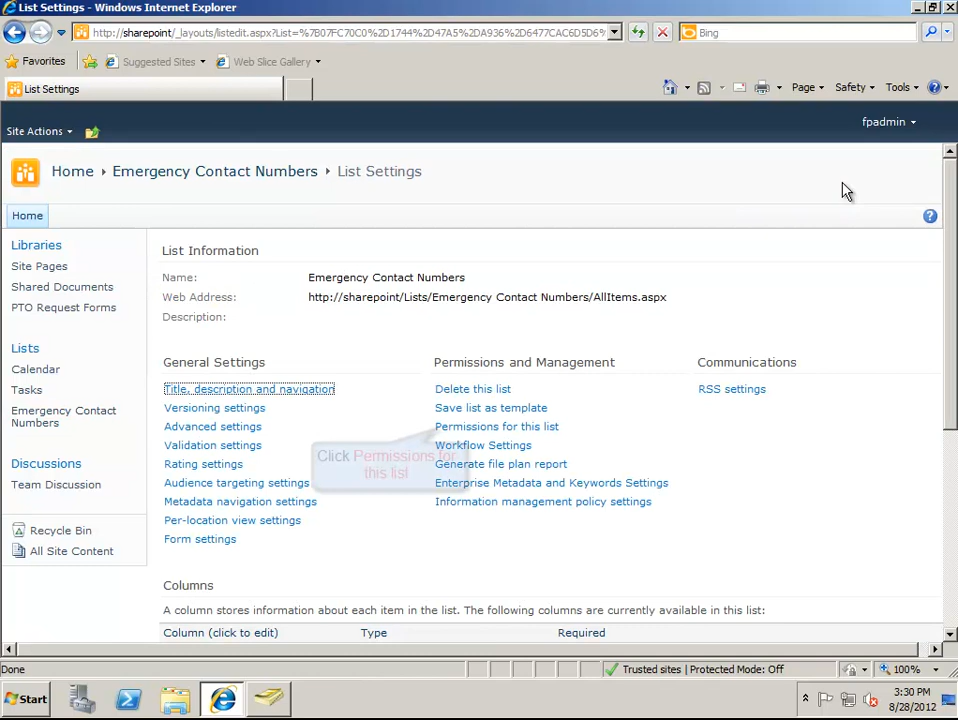 List Settings - Windows Internet Explorer
http://sharepoint/_layouts/listedit.aspx?List=%7B07FC70C0%2D1744%2D47A5%2DA936%2D6477CAC6D5D6%
Bing
Favorites
Suggested Sites
Web Slice Gallery
List Settings
Page
Safety
Tools
fpadmin
Site Actions
Home
Emergency Contact Numbers
List Settings
Home
Libraries
Site Pages
Shared Documents
PTO Request Forms
Lists
Calendar
Tasks
Emergency Contact
Numbers
Discussions
Team Discussion
Recycle Bin
All Site Content
List Information
Name: Emergency Contact Numbers
Web Address: http://sharepoint/Lists/Emergency Contact Numbers/AllItems.aspx
Description:
General Settings
Title, description and navigation
Versioning settings
Advanced settings
Validation settings
Rating settings
Audience targeting settings
Metadata navigation settings
Per-location view settings
Form settings
Permissions and Management
Delete this list
Save list as template
Permissions for this list
Workflow Settings
Generate file plan report
Enterprise Metadata and Keywords Settings
Information management policy settings
Click Permissions for
this list
Communications
RSS settings
Columns
A column stores information about each item in the list. The following columns are currently available in this list:
Column (click to edit) Type Required
Done
Trusted sites | Protected Mode: Off
100%
Start
3:30 PM
8/28/2012